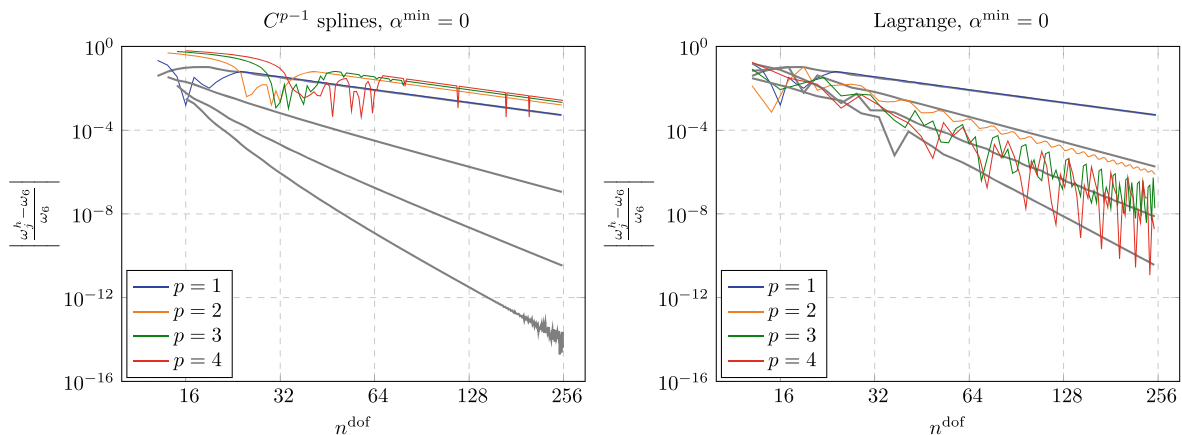 C^{p−1} splines, α^{min} = 0
10^0
10^{−4}
10^{−8}
10^{−12}
10^{−16}
|ω_j^h − ω_6 / ω_6|
p = 1
p = 2
p = 3
p = 4
16 32 64 128 256
n^{dof}
Lagrange, α^{min} = 0
10^0
10^{−4}
10^{−8}
10^{−12}
10^{−16}
|ω_j^h − ω_6 / ω_6|
p = 1
p = 2
p = 3
p = 4
16 32 64 128 256
n^{dof}